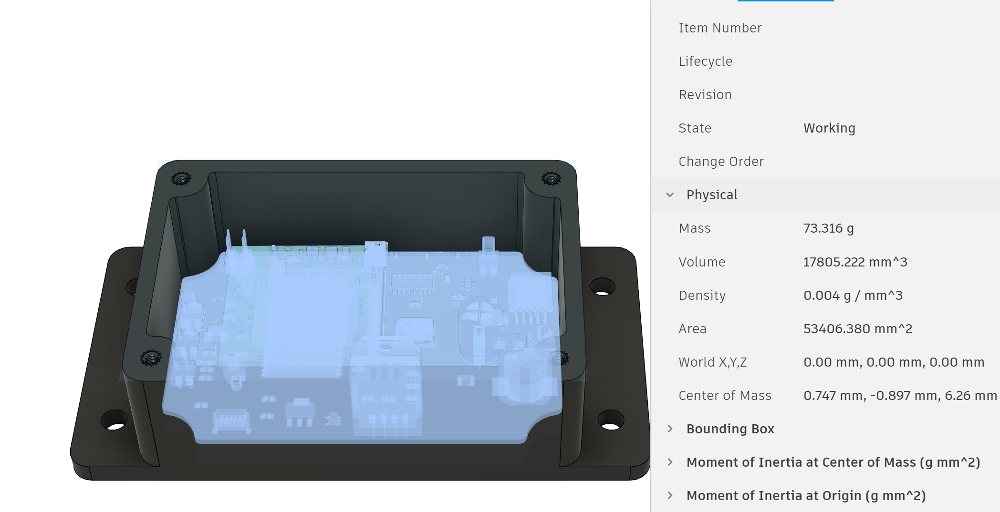 Item Number
Lifecycle
Revision
State Working
Change Order
Physical
Mass 73.316 g
Volume 17805.222 mm^3
Density 0.004 g / mm^3
Area 53406.380 mm^2
World X,Y,Z 0.00 mm, 0.00 mm, 0.00 mm
Center of Mass 0.747 mm, -0.897 mm, 6.26 mm
Bounding Box
Moment of Inertia at Center of Mass (g mm^2)
Moment of Inertia at Origin (g mm^2)
R11
XC9
C12
R13